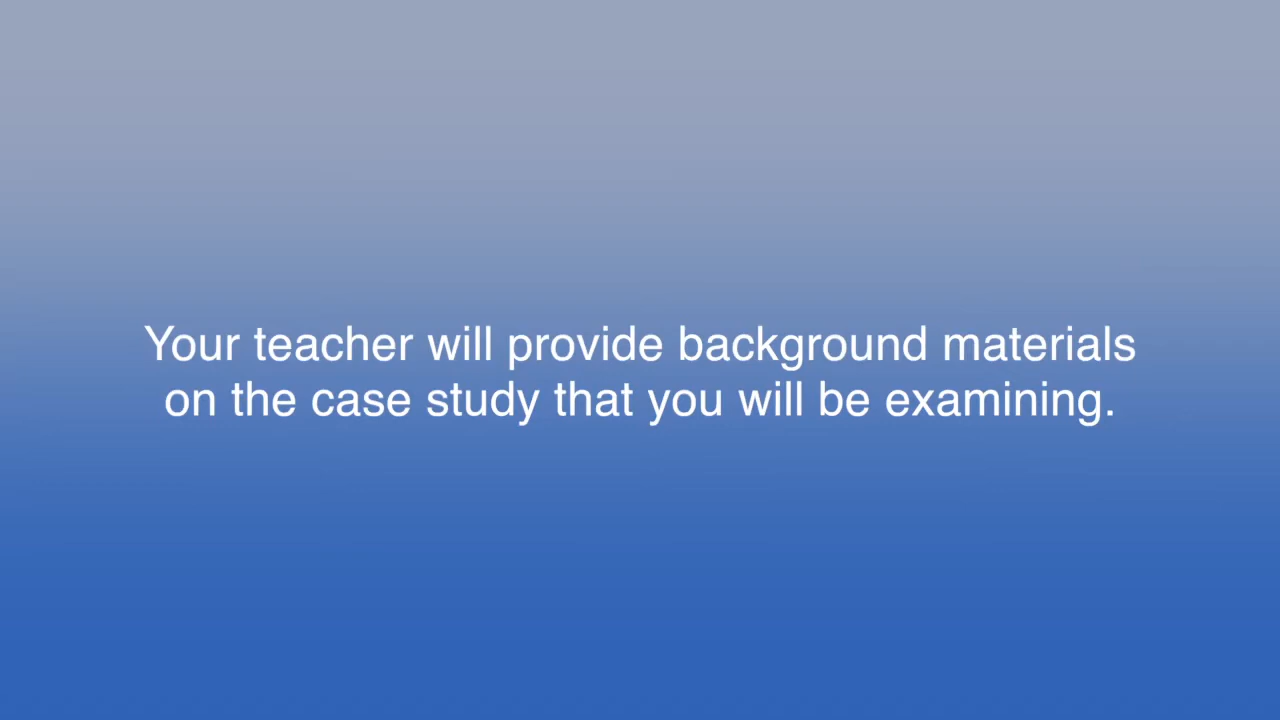 Your teacher will provide background materials
on the case study that you will be examining.